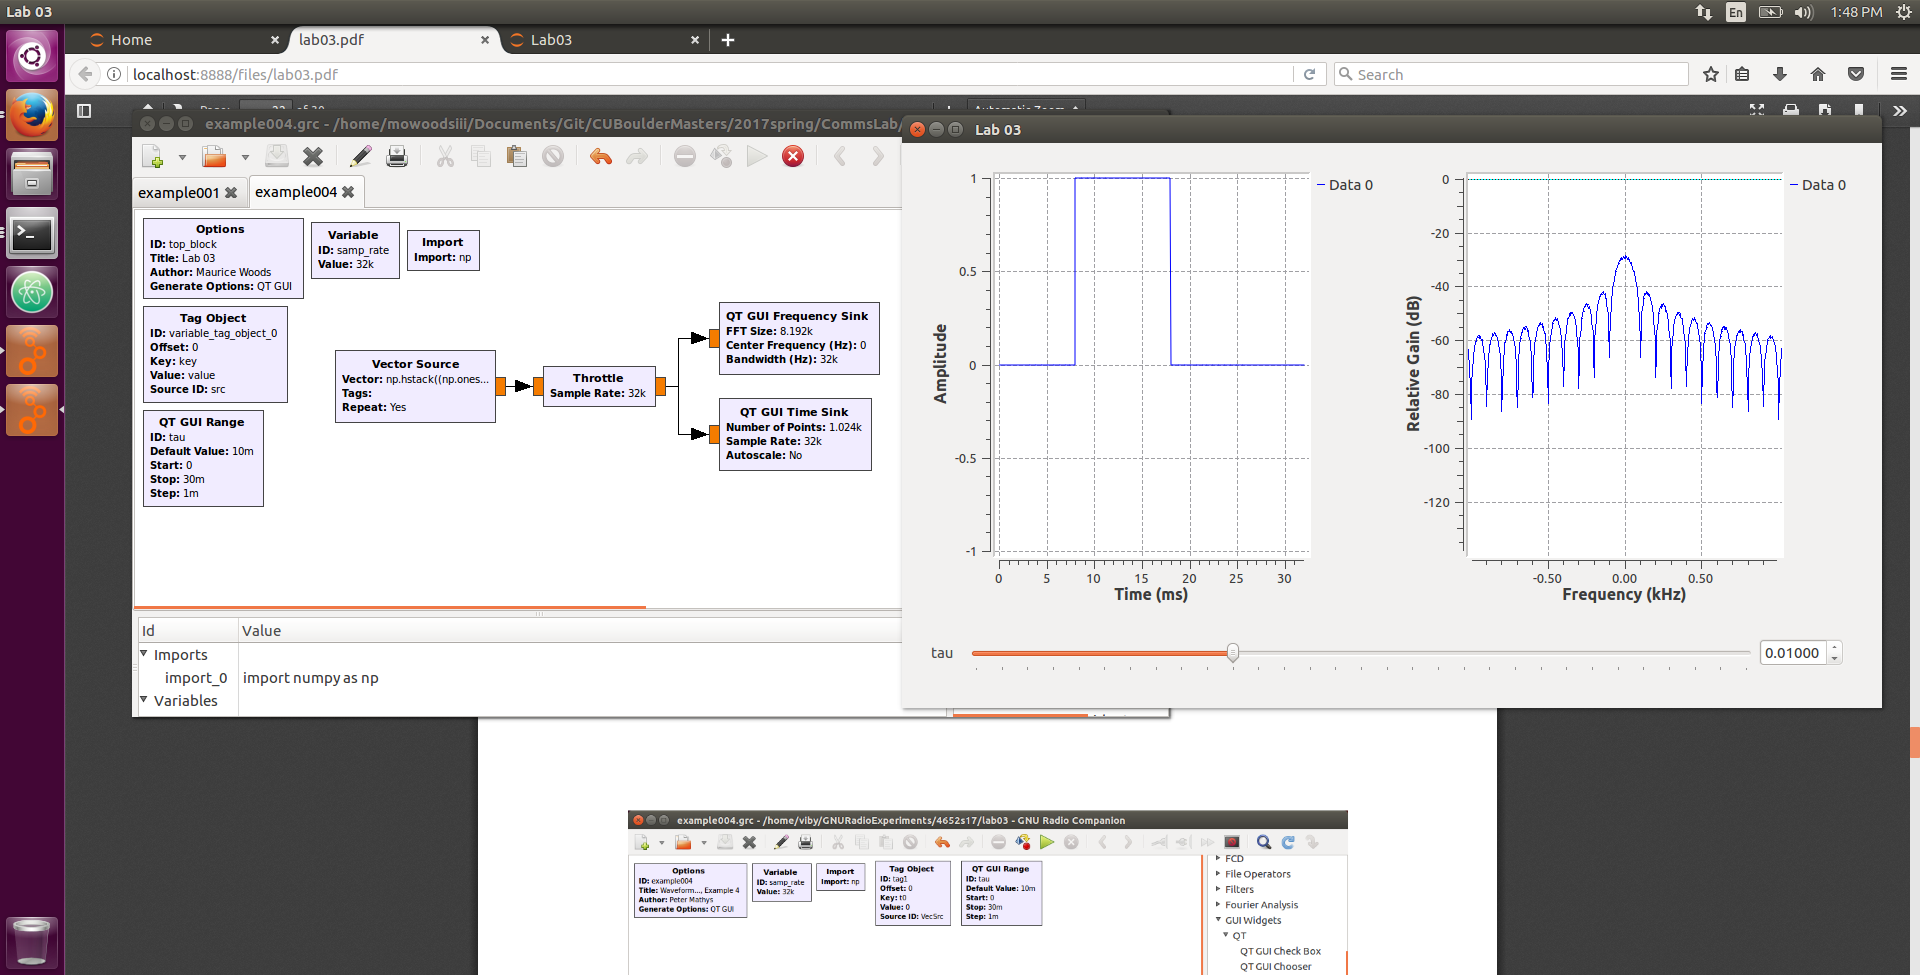 Lab 03
En
1:48 PM
Home
lab03.pdf
Lab03
localhost:8888/files/lab03.pdf
Search
example004.grc - /home/mowoodsiii/Documents/Git/CUBoulderMasters/2017spring/CommsLab/
example001
example004
Options
ID: top_block
Title: Lab 03
Author: Maurice Woods
Generate Options: QT GUI
Variable
ID: samp_rate
Value: 32k
Import
Import: np
Tag Object
ID: variable_tag_object_0
Offset: 0
Key: key
Value: value
Source ID: src
QT GUI Range
ID: tau
Default Value: 10m
Start: 0
Stop: 30m
Step: 1m
Vector Source
Vector: np.hstack((np.ones...
Tags:
Repeat: Yes
Throttle
Sample Rate: 32k
QT GUI Frequency Sink
FFT Size: 8.192k
Center Frequency (Hz): 0
Bandwidth (Hz): 32k
QT GUI Time Sink
Number of Points: 1.024k
Sample Rate: 32k
Autoscale: No
Id Value
Imports
import_0 import numpy as np
Variables
Lab 03
1
0.5
0
-0.5
-1
Amplitude
0 5 10 15 20 25 30
Time (ms)
Data 0
0
-20
-40
-60
-80
-100
-120
Relative Gain (dB)
-0.50 0.00 0.50
Frequency (kHz)
Data 0
tau 0.01000
example004.grc - /home/viby/GNURadioExperiments/4652s17/lab03 - GNU Radio Companion
Options
ID: example004
Title: Waveform..., Example 4
Author: Peter Mathys
Generate Options: QT GUI
Variable
ID: samp_rate
Value: 32k
Import
Import: np
Tag Object
ID: tag1
Offset: 0
Key: t0
Value: 0
Source ID: VecSrc
QT GUI Range
ID: tau
Default Value: 10m
Start: 0
Stop: 30m
Step: 1m
FCD
File Operators
Filters
Fourier Analysis
GUI Widgets
QT
QT GUI Check Box
QT GUI Chooser